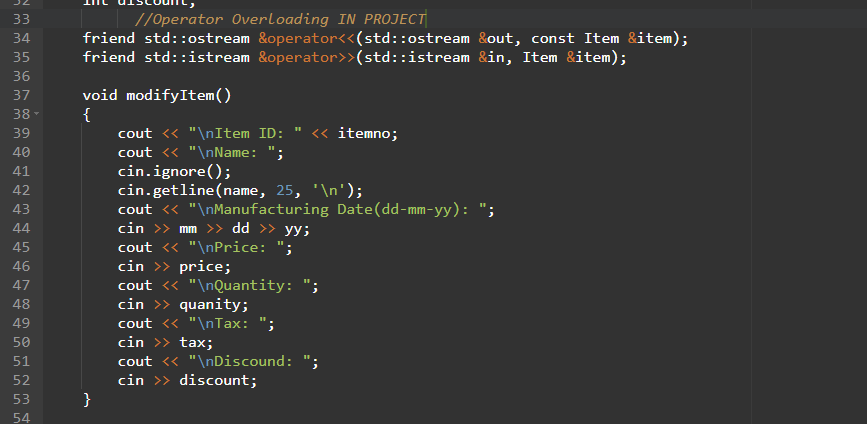 32 int discount;
33 //Operator Overloading IN PROJECT
34 friend std::ostream &operator<<(std::ostream &out, const Item &item);
35 friend std::istream &operator>>(std::istream &in, Item &item);
36
37 void modifyItem()
38 {
39 cout << "\nItem ID: " << itemno;
40 cout << "\nName: ";
41 cin.ignore();
42 cin.getline(name, 25, '\n');
43 cout << "\nManufacturing Date(dd-mm-yy): ";
44 cin >> mm >> dd >> yy;
45 cout << "\nPrice: ";
46 cin >> price;
47 cout << "\nQuantity: ";
48 cin >> quanity;
49 cout << "\nTax: ";
50 cin >> tax;
51 cout << "\nDiscound: ";
52 cin >> discount;
53 }
54